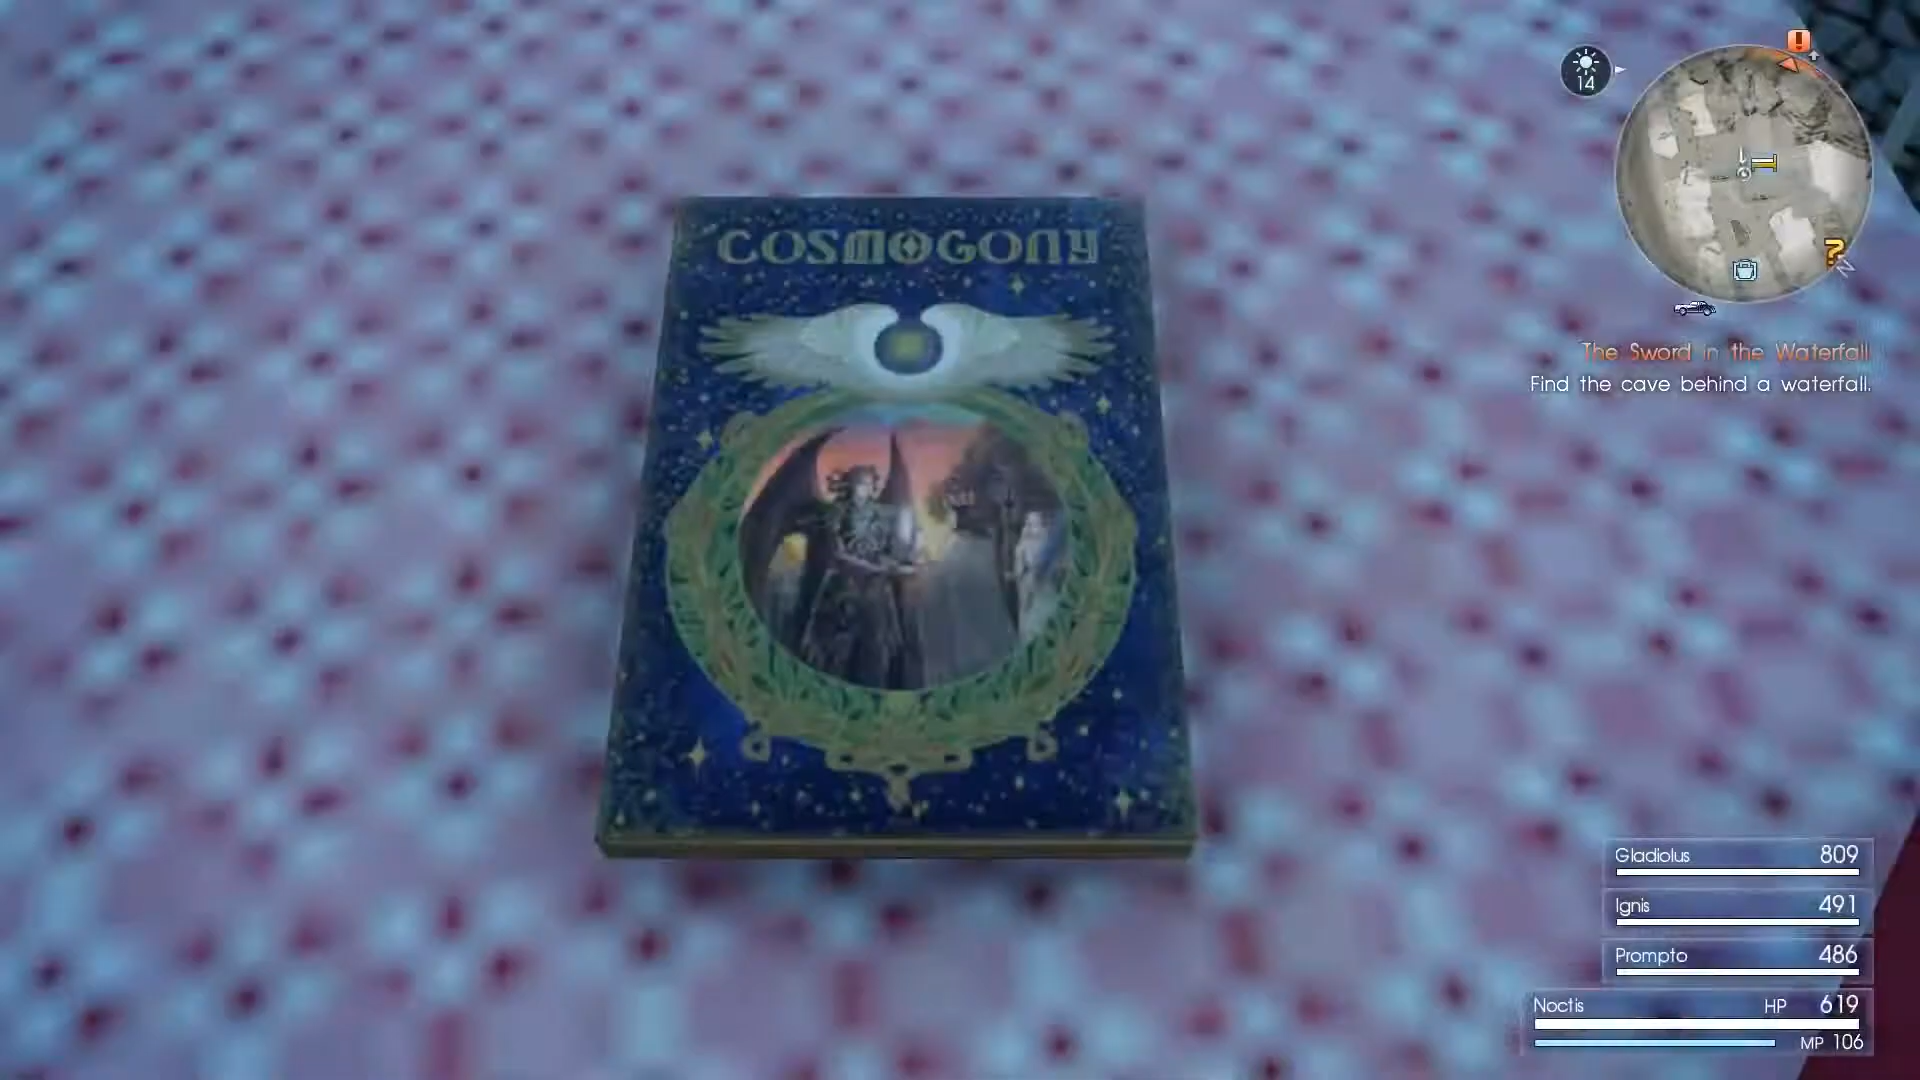 COSMOGONY
14
!
?
N
The Sword in the Waterfall
Find the cave behind a waterfall.
Gladiolus 809
Ignis 491
Prompto 486
Noctis HP 619
MP 106